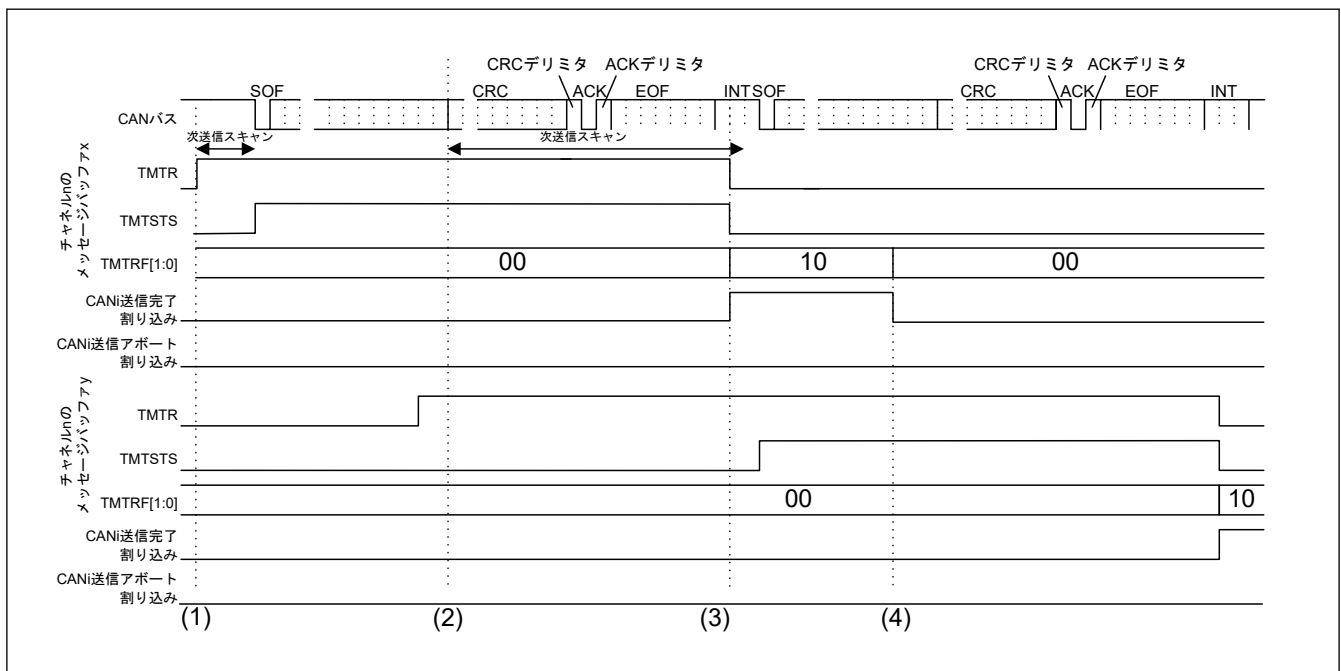 CRCデリミタ ACKデリミタ CRCデリミタ ACKデリミタ
SOF CRC ACK EOF INT SOF CRC ACK EOF INT
CANバス
次送信スキャン 次送信スキャン
チャネルnの
メッセージバッファx
TMTR
TMTSTS
TMTRF[1:0] 00 10 00
CANi送信完了
割り込み
CANi送信アボート
割り込み
チャネルnの
メッセージバッファy
TMTR
TMTSTS
TMTRF[1:0] 00 10
CANi送信完了
割り込み
CANi送信アボート
割り込み
(1) (2) (3) (4)